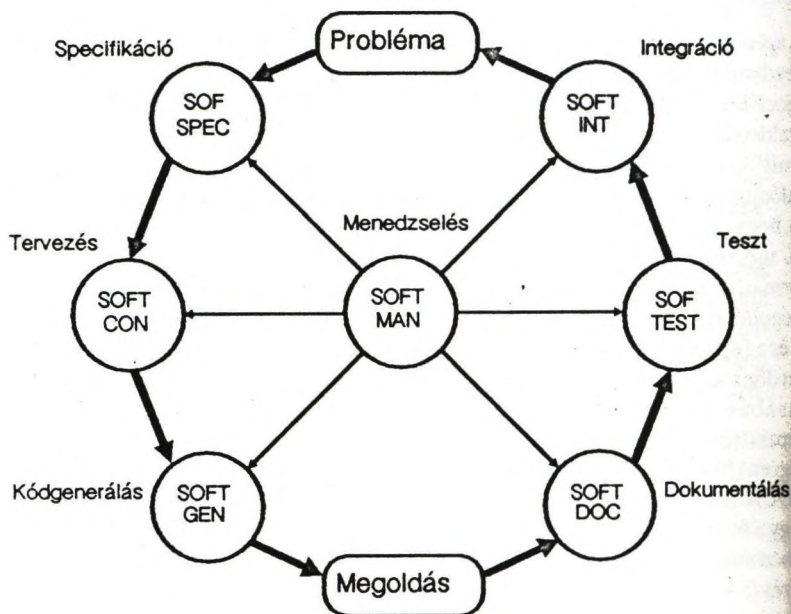 Probléma
Specifikáció
Integráció
SOF
SPEC
SOFT
INT
Menedzselés
Tervezés
Teszt
SOFT
CON
SOFT
MAN
SOF
TEST
Kódgenerálás
SOFT
GEN
SOFT
DOC
Dokumentálás
Megoldás